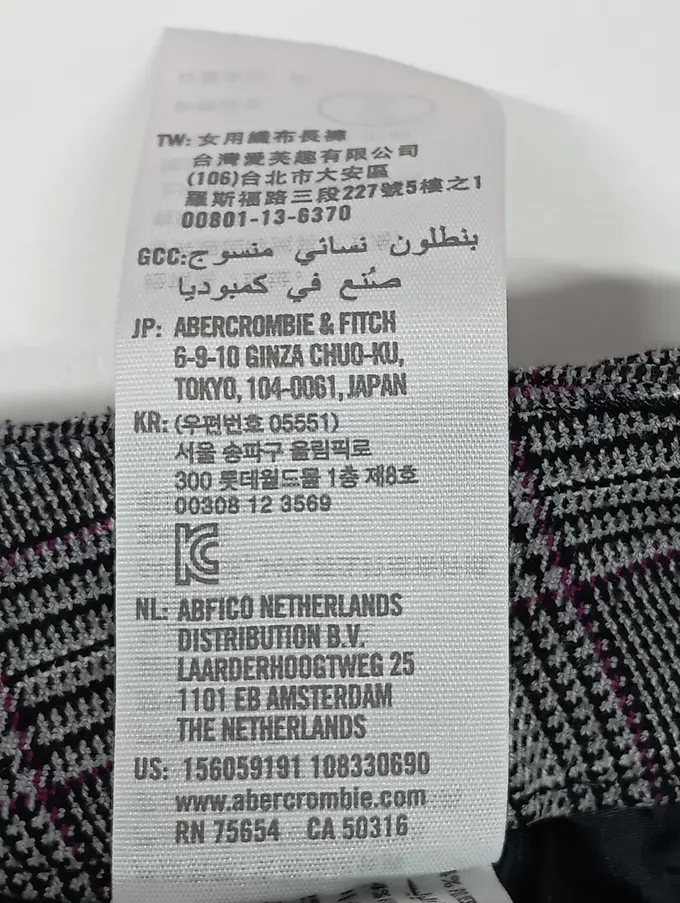 TW: 女用織布長褲
台灣愛芙趣有限公司
(106)台北市大安區
羅斯福路三段227號5樓之1
00801-13-6370
GCC: بنطلون نسائي منسوج
صُنع في كمبوديا
JP: ABERCROMBIE & FITCH
6-9-10 GINZA CHUO-KU,
TOKYO, 104-0061, JAPAN
KR: (우편번호 05551)
서울 송파구 올림픽로
300 롯데월드몰 1층 제8호
00308 12 3569
NL: ABFICO NETHERLANDS
DISTRIBUTION B.V.
LAARDERHOOGTWEG 25
1101 EB AMSTERDAM
THE NETHERLANDS
US: 156059191 108330690
www.abercrombie.com
RN 75654 CA 50316